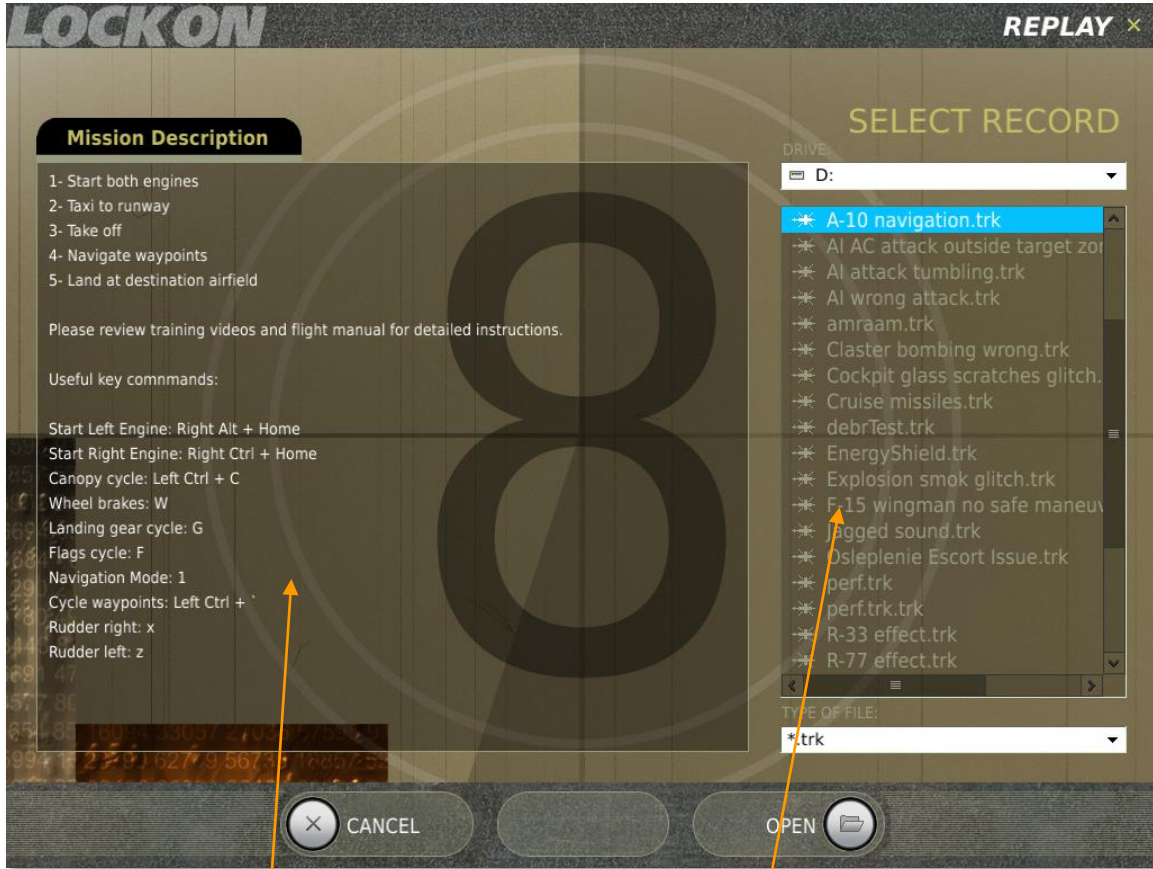 LOCKON
REPLAY ×
Mission Description
1- Start both engines
2- Taxi to runway
3- Take off
4- Navigate waypoints
5- Land at destination airfield
Please review training videos and flight manual for detailed instructions.
Useful key comnmands:
Start Left Engine: Right Alt + Home
Start Right Engine: Right Ctrl + Home
Canopy cycle: Left Ctrl + C
Wheel brakes: W
Landing gear cycle: G
Flags cycle: F
Navigation Mode: 1
Cycle waypoints: Left Ctrl + `
Rudder right: x
Rudder left: z
8
SELECT RECORD
DRIVE:
D:
A-10 navigation.trk
AI AC attack outside target zon
AI attack tumbling.trk
AI wrong attack.trk
amraam.trk
Claster bombing wrong.trk
Cockpit glass scratches glitch.
Cruise missiles.trk
debrTest.trk
EnergyShield.trk
Explosion smok glitch.trk
F-15 wingman no safe maneuv
Jagged sound.trk
Osleplenie Escort Issue.trk
perf.trk
perf.trk.trk
R-33 effect.trk
R-77 effect.trk
TYPE OF FILE:
*.trk
CANCEL
OPEN